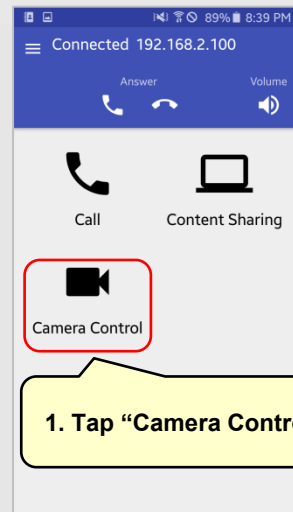 89% 8:39 PM
Connected 192.168.2.100
Answer Volume
Call Content Sharing
Camera Control
1. Tap “Camera Contr